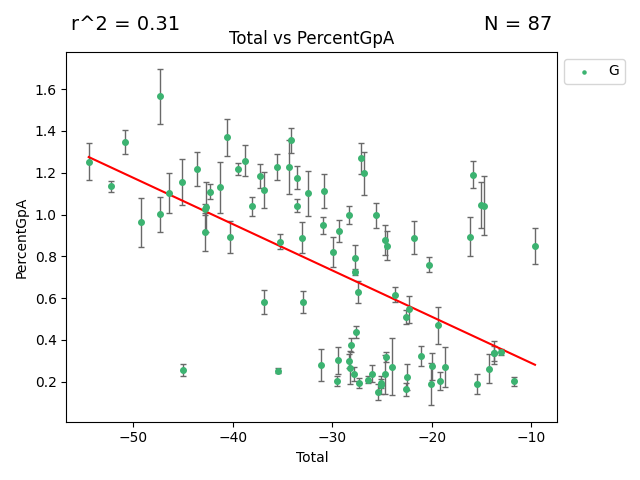 r^2 = 0.31
N = 87
Total vs PercentGpA
G
PercentGpA
1.6
1.4
1.2
1.0
0.8
0.6
0.4
0.2
−50
−40
−30
−20
−10
Total